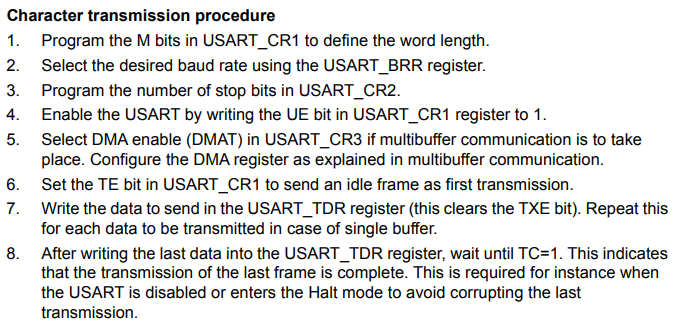 Character transmission procedure
1. Program the M bits in USART_CR1 to define the word length.
2. Select the desired baud rate using the USART_BRR register.
3. Program the number of stop bits in USART_CR2.
4. Enable the USART by writing the UE bit in USART_CR1 register to 1.
5. Select DMA enable (DMAT) in USART_CR3 if multibuffer communication is to take
place. Configure the DMA register as explained in multibuffer communication.
6. Set the TE bit in USART_CR1 to send an idle frame as first transmission.
7. Write the data to send in the USART_TDR register (this clears the TXE bit). Repeat this
for each data to be transmitted in case of single buffer.
8. After writing the last data into the USART_TDR register, wait until TC=1. This indicates
that the transmission of the last frame is complete. This is required for instance when
the USART is disabled or enters the Halt mode to avoid corrupting the last
transmission.